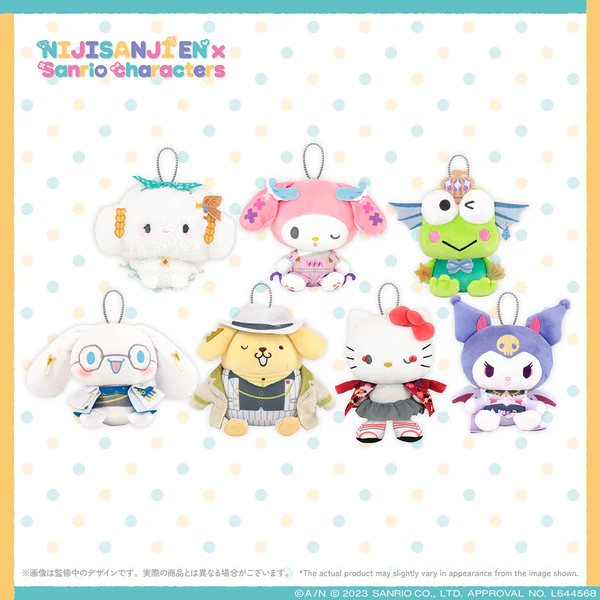 NIJISANJI EN ×
Sanrio characters
※画像は監修中のデザインです。実際の商品とは異なる場合がございます。 *The actual product may slightly vary in appearance from the image shown.
©A/N © 2023 SANRIO CO., LTD. APPROVAL NO. L644568